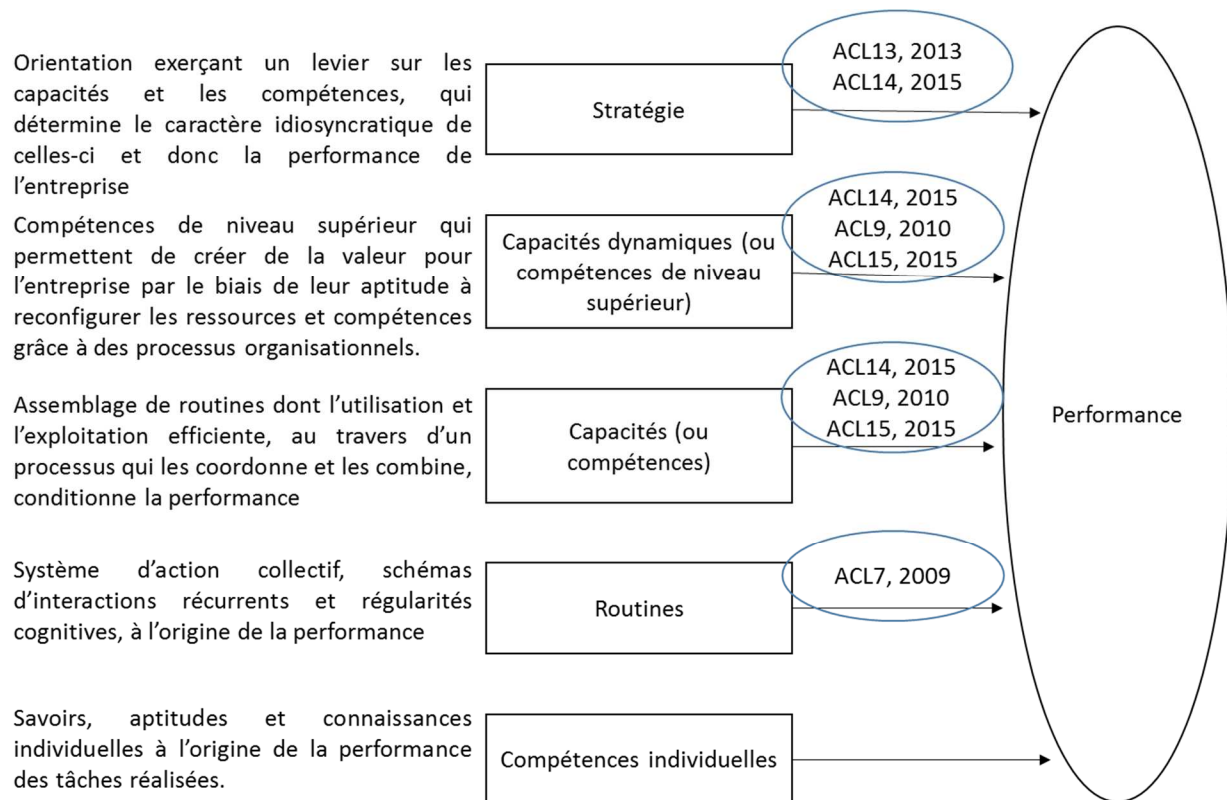 Orientation exerçant un levier sur les
capacités et les compétences, qui
détermine le caractère idiosyncratique de
celles-ci et donc la performance de
l'entreprise
Stratégie
ACL13, 2013
ACL14, 2015
Compétences de niveau supérieur qui
permettent de créer de la valeur pour
l'entreprise par le biais de leur aptitude à
reconfigurer les ressources et compétences
grâce à des processus organisationnels.
Capacités dynamiques (ou
compétences de niveau
supérieur)
ACL14, 2015
ACL9, 2010
ACL15, 2015
Assemblage de routines dont l'utilisation et
l'exploitation efficiente, au travers d'un
processus qui les coordonne et les combine,
conditionne la performance
Capacités (ou
compétences)
ACL14, 2015
ACL9, 2010
ACL15, 2015
Performance
Système d'action collectif, schémas
d'interactions récurrents et régularités
cognitives, à l'origine de la performance
Routines
ACL7, 2009
Savoirs, aptitudes et connaissances
individuelles à l'origine de la performance
des tâches réalisées.
Compétences individuelles